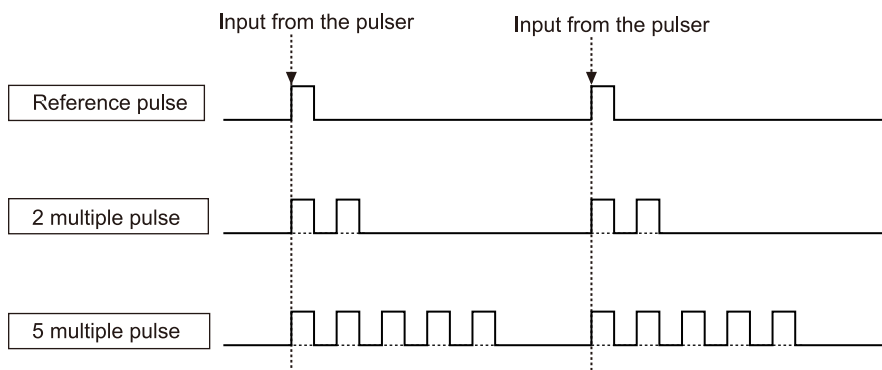 Input from the pulser
Input from the pulser
Reference pulse
2 multiple pulse
5 multiple pulse